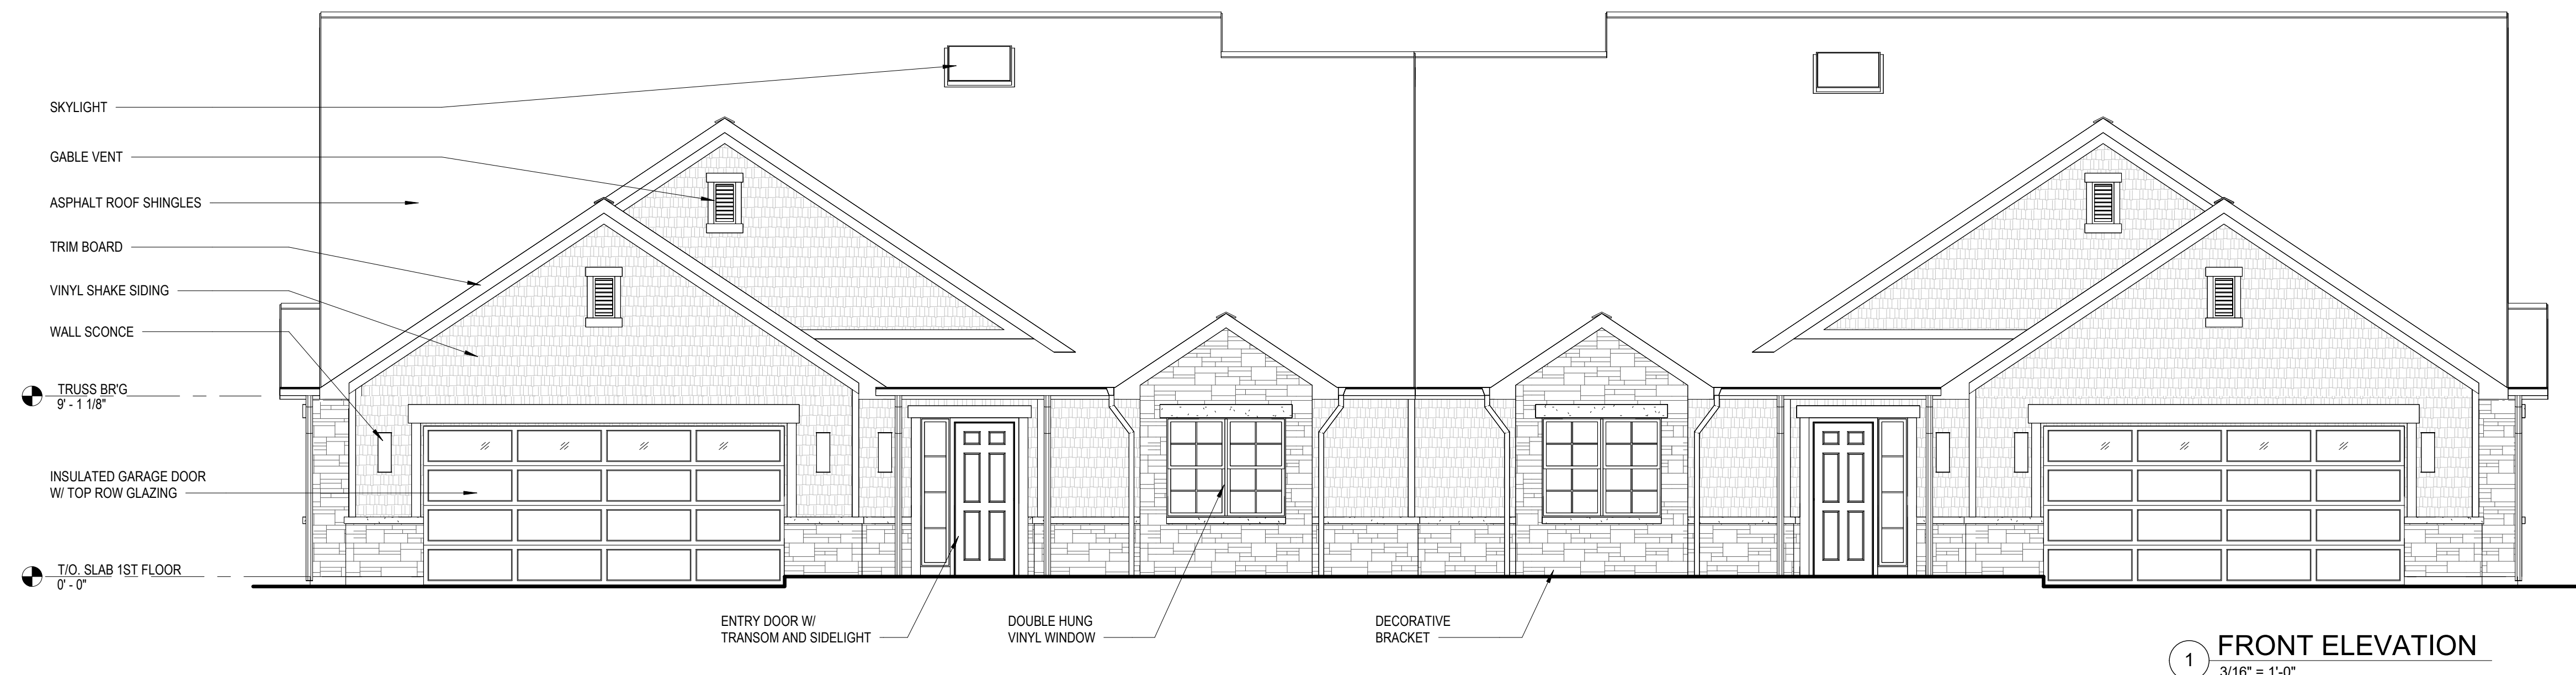 SKYLIGHT
GABLE VENT
ASPHALT ROOF SHINGLES
TRIM BOARD
VINYL SHAKE SIDING
WALL SCONCE
TRUSS BR'G
9' - 1 1/8"
INSULATED GARAGE DOOR
W/ TOP ROW GLAZING
T/O. SLAB 1ST FLOOR
0' - 0"
ENTRY DOOR W/
TRANSOM AND SIDELIGHT
DOUBLE HUNG
VINYL WINDOW
DECORATIVE
BRACKET
1 FRONT ELEVATION
3/16" = 1'-0"